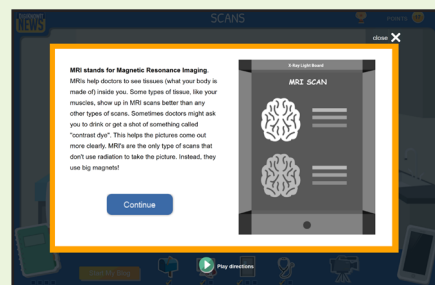 NEWS
SCANS
POINTS
close X
MRI stands for Magnetic Resonance Imaging.
MRIs help doctors to see tissues (what your body is
made of) inside you. Some types of tissue, like your
muscles, show up in MRI scans better than any
other types of scans. Sometimes doctors might ask
you to drink or get a shot of something called
"contrast dye". This helps the pictures come out
more clearly. MRI's are the only type of scans that
don't use radiation to take the picture. Instead, they
use big magnets!
Continue
X-Ray Light Board
MRI SCAN
Play directions